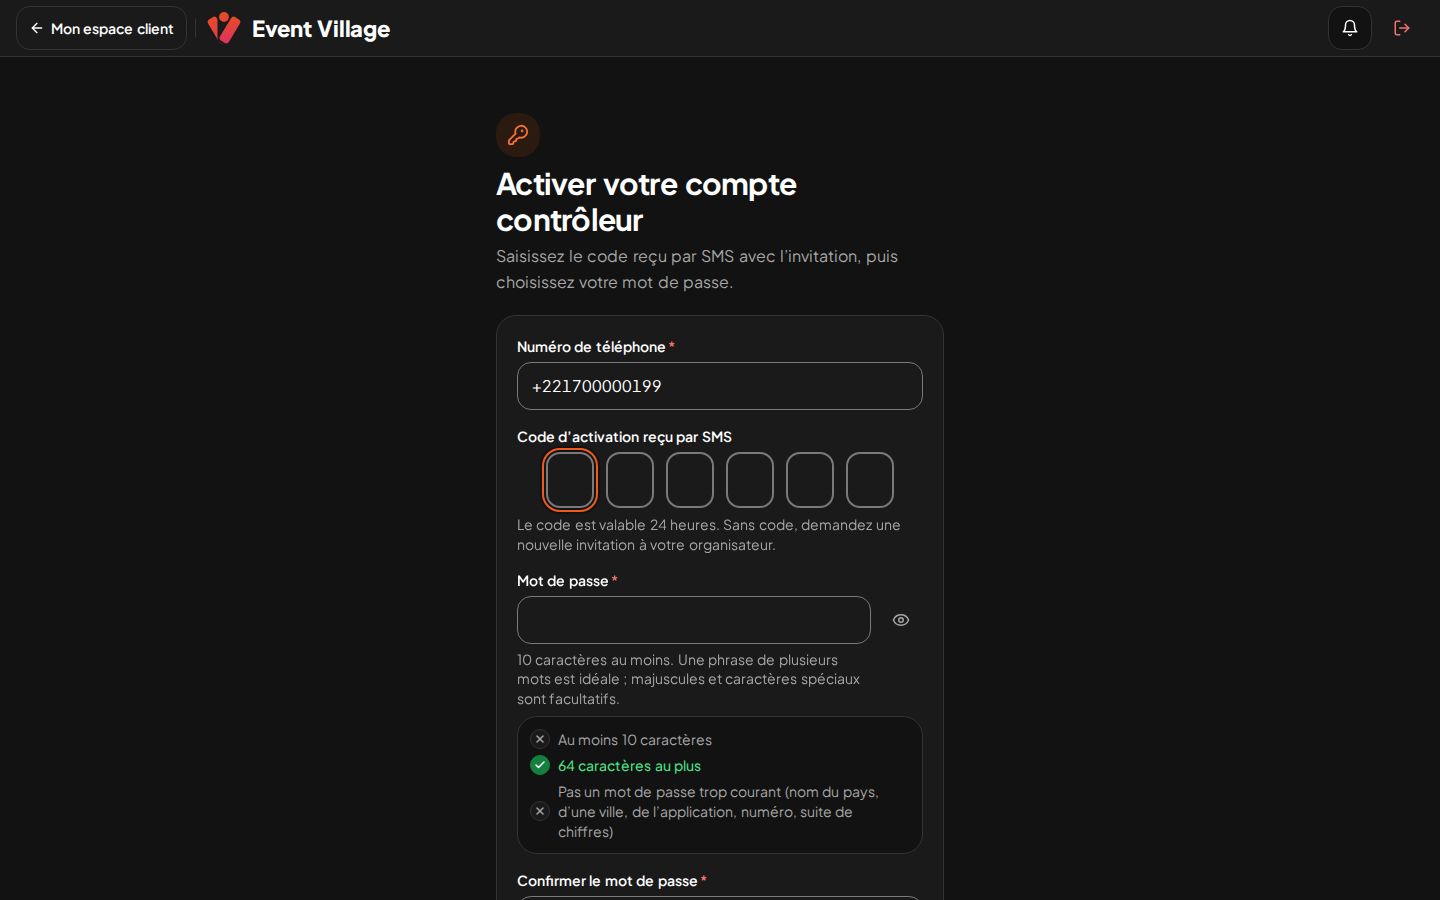 Mon espace client
Event Village
Activer votre compte
contrôleur
Saisissez le code reçu par SMS avec l'invitation, puis
choisissez votre mot de passe.
Numéro de téléphone *
+221700000199
Code d'activation reçu par SMS
Le code est valable 24 heures. Sans code, demandez une
nouvelle invitation à votre organisateur.
Mot de passe *
10 caractères au moins. Une phrase de plusieurs
mots est idéale ; majuscules et caractères spéciaux
sont facultatifs.
Au moins 10 caractères
64 caractères au plus
Pas un mot de passe trop courant (nom du pays,
d'une ville, de l'application, numéro, suite de
chiffres)
Confirmer le mot de passe *